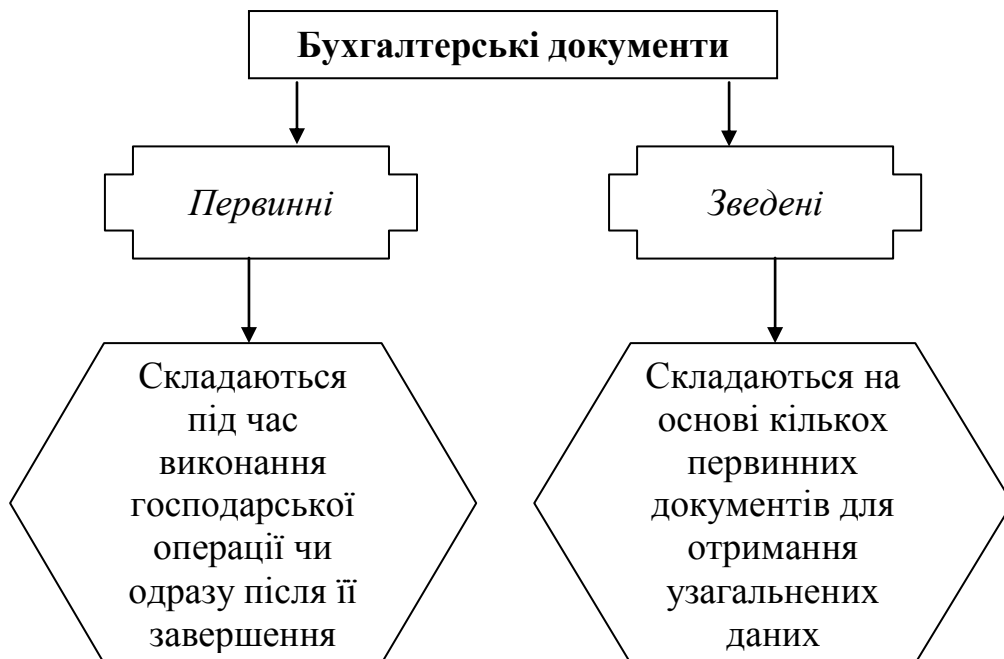 Бухгалтерські документи
Первинні
Зведені
Складаються
під час
виконання
господарської
операції чи
одразу після її
завершення
Складаються на
основі кількох
первинних
документів для
отримання
узагальнених
даних